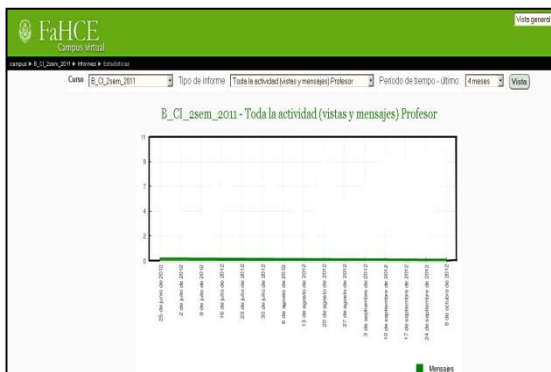 Vista general
FaHCE
Campus virtual
campus ► B_CI_2sem_2011 ► Informes ► Estadísticas
Curso B_CI_2sem_2011 Tipo de informe Toda la actividad (vistas y mensajes) Profesor Periodo de tiempo - último: 4 meses Vista
B_CI_2sem_2011 - Toda la actividad (vistas y mensajes) Profesor
11
9
7
4
2
0
25 de junio de 2012
2 de julio de 2012
9 de julio de 2012
16 de julio de 2012
23 de julio de 2012
30 de julio de 2012
6 de agosto de 2012
13 de agosto de 2012
20 de agosto de 2012
27 de agosto de 2012
3 de septiembre de 2012
10 de septiembre de 2012
17 de septiembre de 2012
24 de septiembre de 2012
8 de octubre de 2012
Mensajes